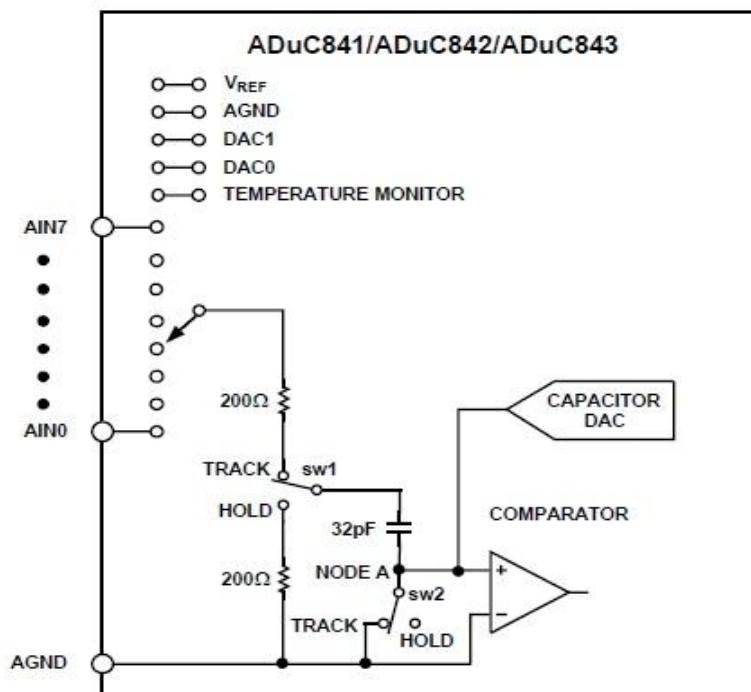 ADuC841/ADuC842/ADuC843
VREF
AGND
DAC1
DAC0
TEMPERATURE MONITOR
AIN7
AIN0
200Ω
CAPACITOR
DAC
TRACK
sw1
HOLD
32pF
COMPARATOR
200Ω
NODE A
+
sw2
−
TRACK
HOLD
AGND